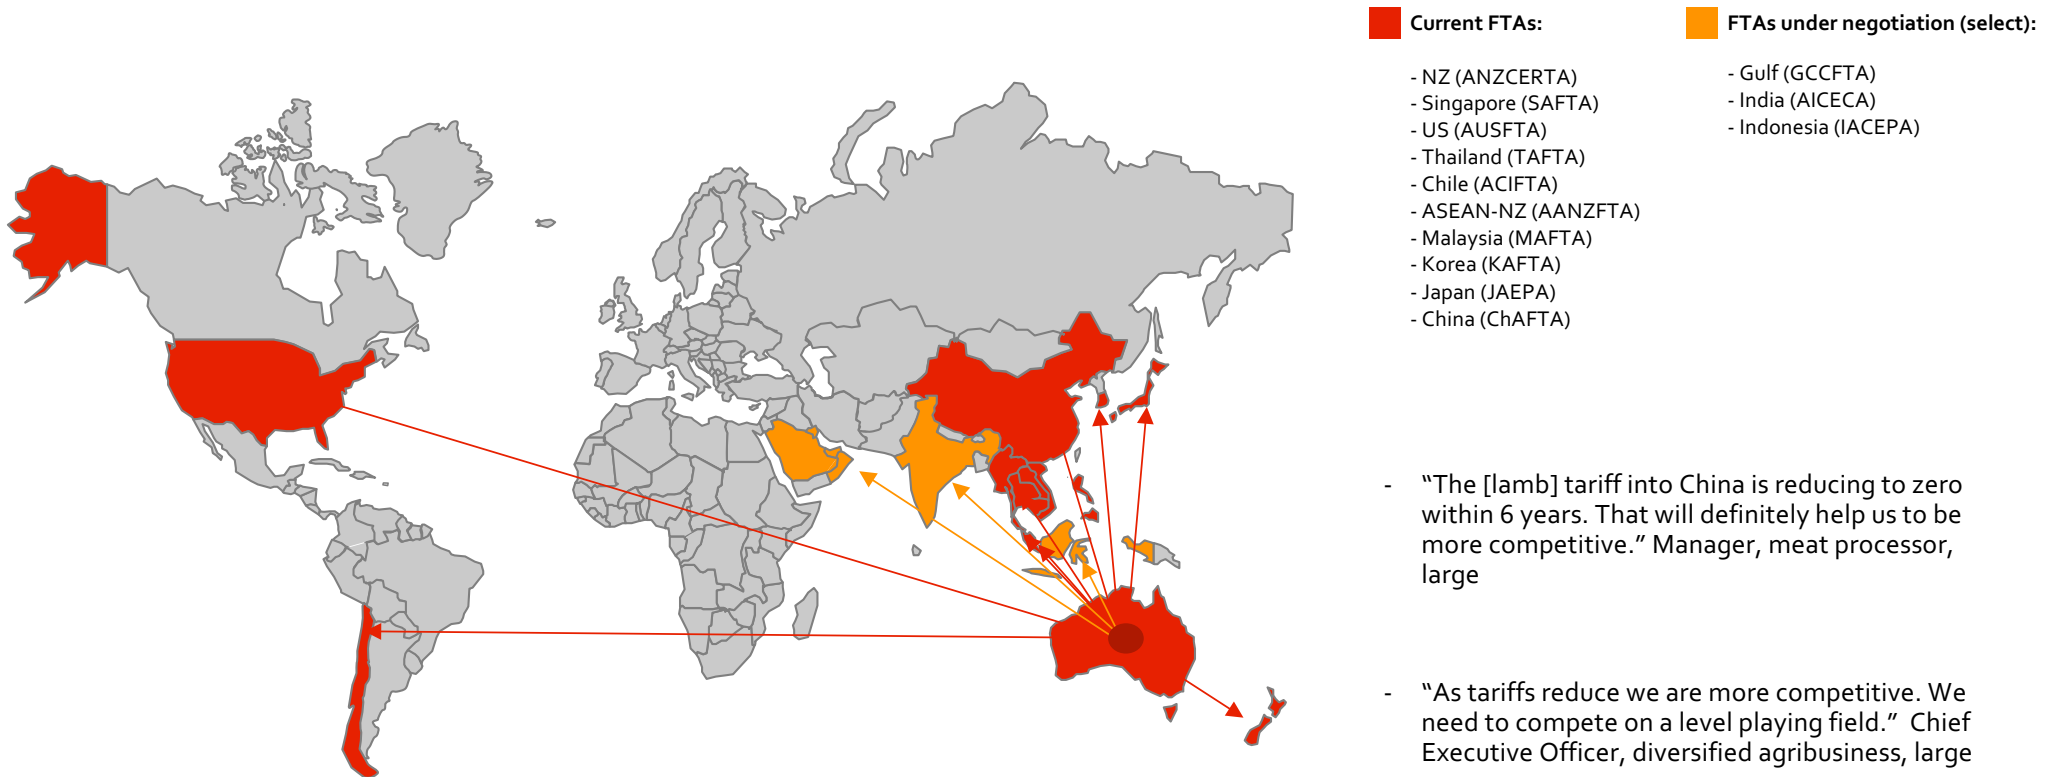 Current FTAs:
- NZ (ANZCERTA)
- Singapore (SAFTA)
- US (AUSFTA)
- Thailand (TAFTA)
- Chile (ACIFTA)
- ASEAN-NZ (AANZFTA)
- Malaysia (MAFTA)
- Korea (KAFTA)
- Japan (JAEPA)
- China (ChAFTA)
FTAs under negotiation (select):
- Gulf (GCCFTA)
- India (AICECA)
- Indonesia (IACEPA)
- “The [lamb] tariff into China is reducing to zero
within 6 years. That will definitely help us to be
more competitive.” Manager, meat processor,
large
- “As tariffs reduce we are more competitive. We
need to compete on a level playing field.” Chief
Executive Officer, diversified agribusiness, large